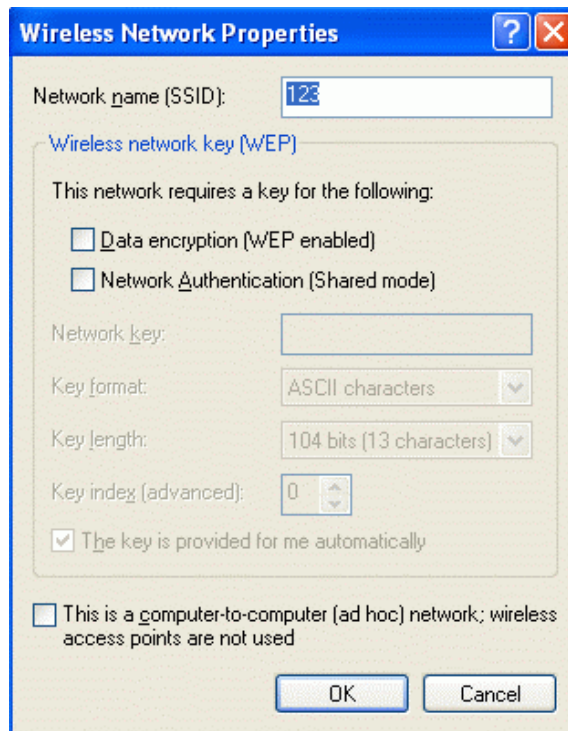 Wireless Network Properties
Network name (SSID): 123
Wireless network key (WEP)
This network requires a key for the following:
Data encryption (WEP enabled)
Network Authentication (Shared mode)
Network key:
Key format: ASCII characters
Key length: 104 bits (13 characters)
Key index (advanced): 0
The key is provided for me automatically
This is a computer-to-computer (ad hoc) network; wireless
access points are not used
OK Cancel